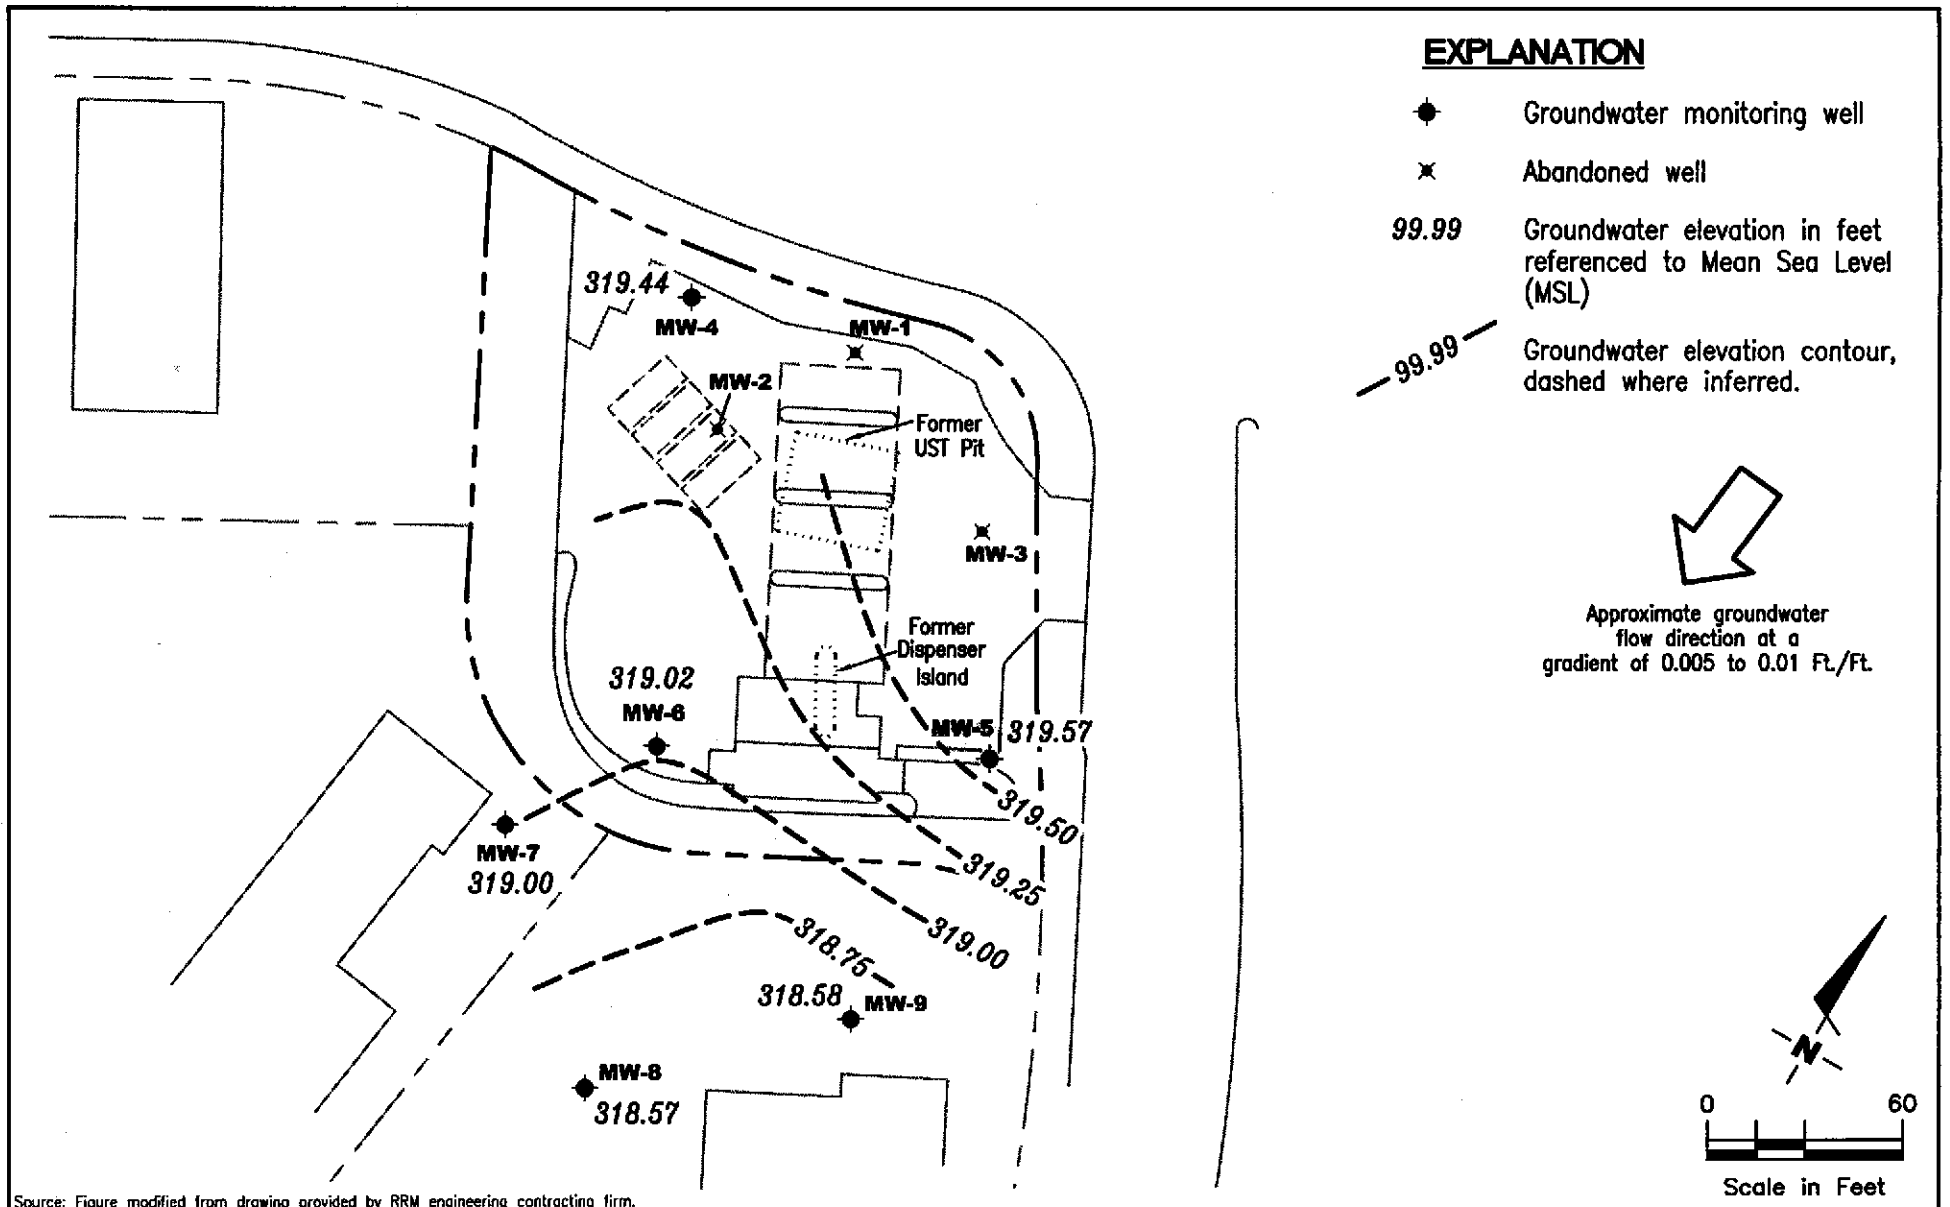 EXPLANATION
Groundwater monitoring well
Abandoned well
99.99
Groundwater elevation in feet
referenced to Mean Sea Level
(MSL)
99.99
Groundwater elevation contour,
dashed where inferred.
Approximate groundwater
flow direction at a
gradient of 0.005 to 0.01 Ft./Ft.
319.44
MW-4
MW-1
MW-2
Former
UST Pit
MW-3
Former
Dispenser
Island
319.02
MW-6
MW-5
319.57
319.50
MW-7
319.00
319.25
319.00
318.75
318.58
MW-9
MW-8
318.57
N
0
60
Scale in Feet
Source: Figure modified from drawing provided by RRM engineering contracting firm.